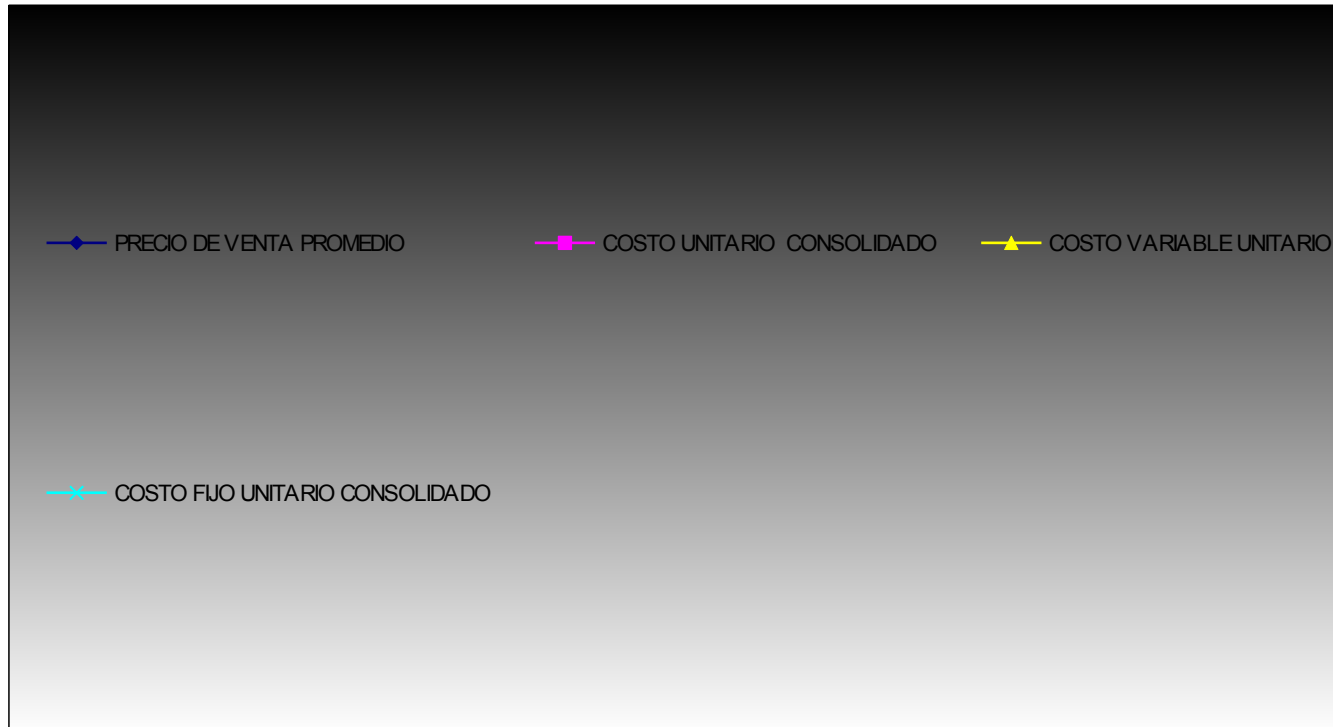 PRECIO DE VENTA PROMEDIO
COSTO UNITARIO CONSOLIDADO
COSTO VARIABLE UNITARIO
COSTO FIJO UNITARIO CONSOLIDADO